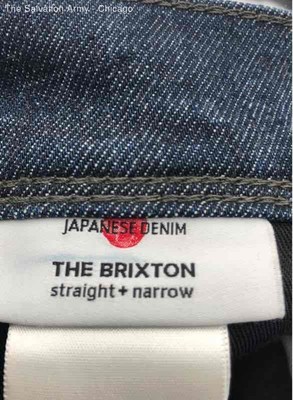 The Salvation Army - Chicago
JAPANESE DENIM
THE BRIXTON
straight + narrow